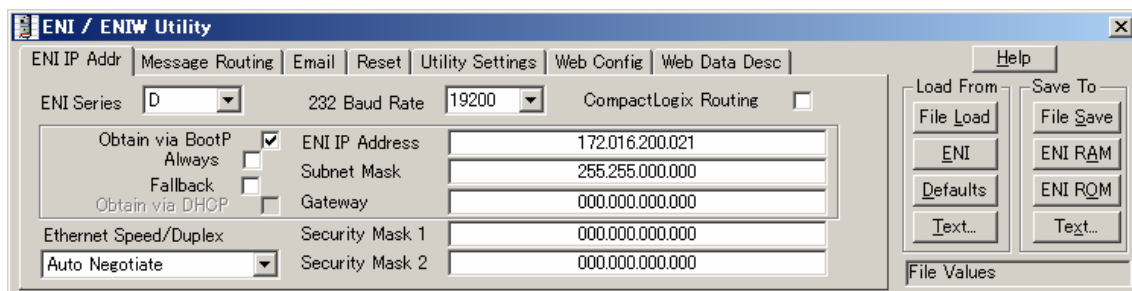 ENI / ENIW Utility
ENI IP Addr Message Routing Email Reset Utility Settings Web Config Web Data Desc
ENI Series D 232 Baud Rate 19200 CompactLogix Routing
Obtain via BootP ENI IP Address 172.016.200.021
Always
Subnet Mask 255.255.000.000
Fallback
Obtain via DHCP Gateway 000.000.000.000
Ethernet Speed/Duplex Security Mask 1 000.000.000.000
Auto Negotiate Security Mask 2 000.000.000.000
Help
Load From Save To
File Load File Save
ENI ENI RAM
Defaults ENI ROM
Text... Text...
File Values